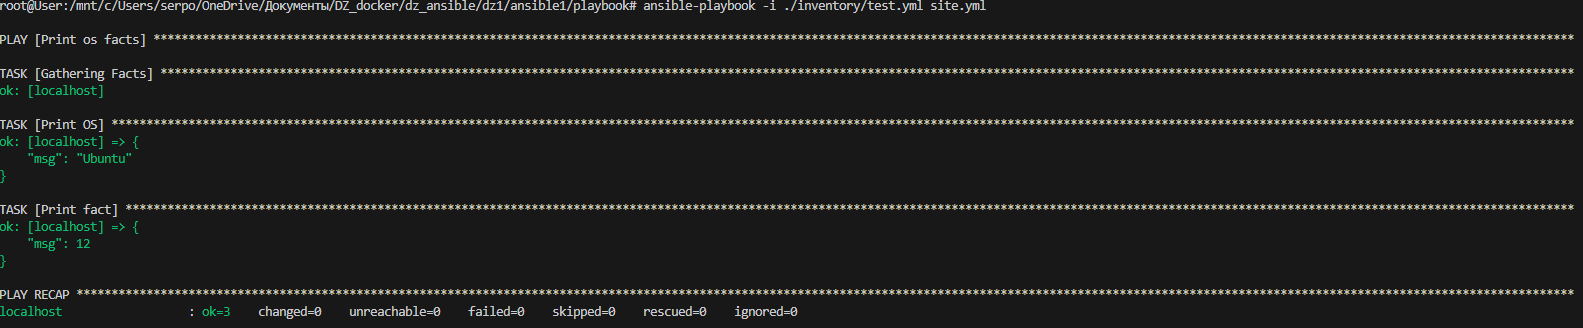 root@User:/mnt/c/Users/serpo/OneDrive/Документы/DZ_docker/dz_ansible/dz1/ansible1/playbook# ansible-playbook -i ./inventory/test.yml site.yml
PLAY [Print os facts] ***********************************************************************************************************************************************************************************************************
TASK [Gathering Facts] **********************************************************************************************************************************************************************************************************
ok: [localhost]
TASK [Print OS] *****************************************************************************************************************************************************************************************************************
ok: [localhost] => {
    "msg": "Ubuntu"
}
TASK [Print fact] ***************************************************************************************************************************************************************************************************************
ok: [localhost] => {
    "msg": 12
}
PLAY RECAP **********************************************************************************************************************************************************************************************************************
localhost                  : ok=3    changed=0    unreachable=0    failed=0    skipped=0    rescued=0    ignored=0